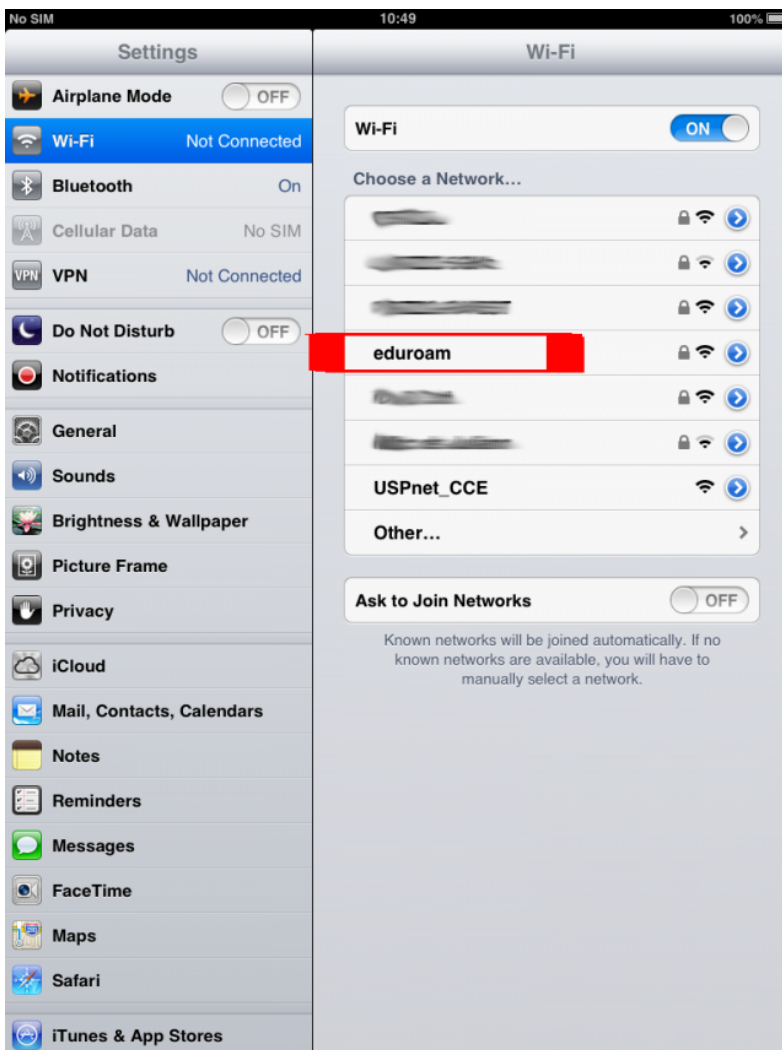 No SIM 10:49 100%
Settings
Airplane Mode OFF
Wi-Fi Not Connected
Bluetooth On
Cellular Data No SIM
VPN VPN Not Connected
Do Not Disturb OFF
Notifications
General
Sounds
Brightness & Wallpaper
Picture Frame
Privacy
iCloud
Mail, Contacts, Calendars
Notes
Reminders
Messages
FaceTime
Maps
Safari
iTunes & App Stores
Wi-Fi
Wi-Fi ON
Choose a Network...
eduroam
USPnet_CCE
Other...
Ask to Join Networks OFF
Known networks will be joined automatically. If no
known networks are available, you will have to
manually select a network.